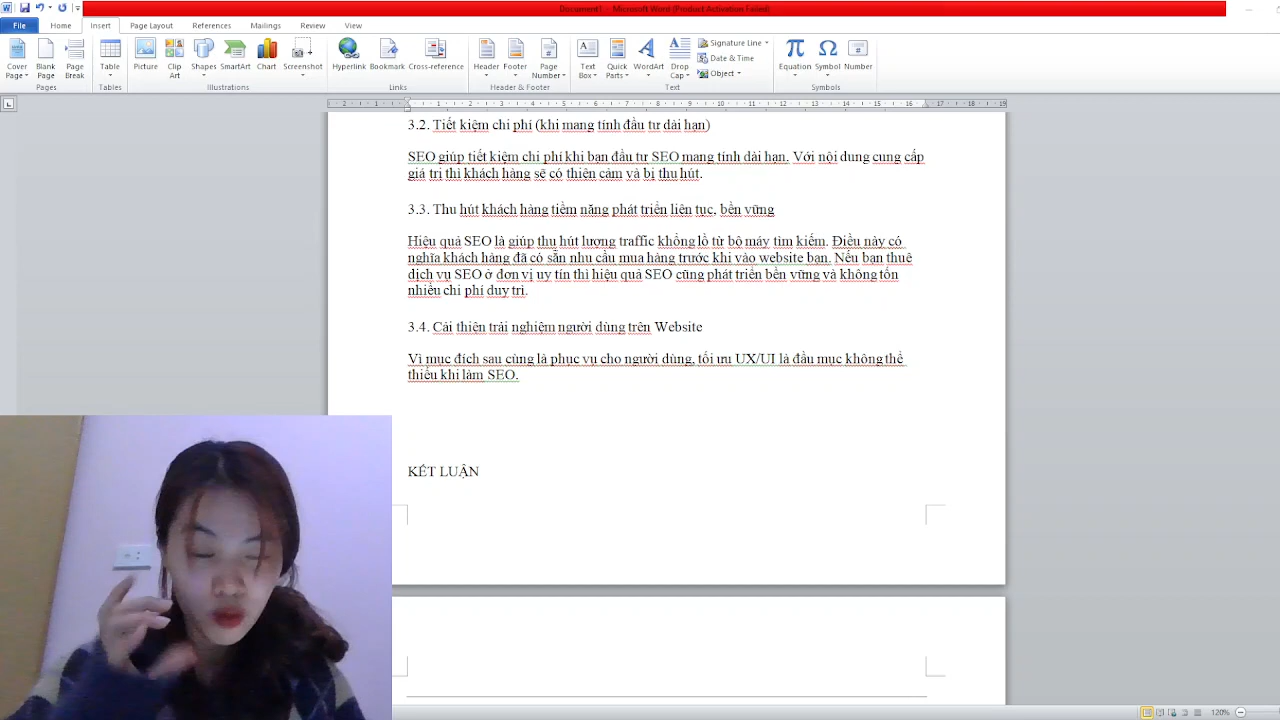 Document1 - Microsoft Word (Product Activation Failed)
File Home Insert Page Layout References Mailings Review View
Cover Page Blank Page Page Break Table Picture Clip Art Shapes SmartArt Chart Screenshot Hyperlink Bookmark Cross-reference Header Footer Page Number Text Box Quick Parts WordArt Drop Cap Signature Line Date & Time Object Equation Symbol Number
Pages Tables Illustrations Links Header & Footer Text Symbols
3.2. Tiết kiệm chi phí (khi mang tính đầu tư dài hạn)
SEO giúp tiết kiệm chi phí khi bạn đầu tư SEO mang tính dài hạn. Với nội dung cung cấp
giá trị thì khách hàng sẽ có thiện cảm và bị thu hút.
3.3. Thu hút khách hàng tiềm năng phát triển liên tục, bền vững
Hiệu quả SEO là giúp thu hút lượng traffic khổng lồ từ bộ máy tìm kiếm. Điều này có
nghĩa khách hàng đã có sẵn nhu cầu mua hàng trước khi vào website bạn. Nếu bạn thuê
dịch vụ SEO ở đơn vị uy tín thì hiệu quả SEO cũng phát triển bền vững và không tốn
nhiều chi phí duy trì.
3.4. Cải thiện trải nghiệm người dùng trên Website
Vì mục đích sau cùng là phục vụ cho người dùng, tối ưu UX/UI là đầu mục không thể
thiếu khi làm SEO.
KẾT LUẬN
120%